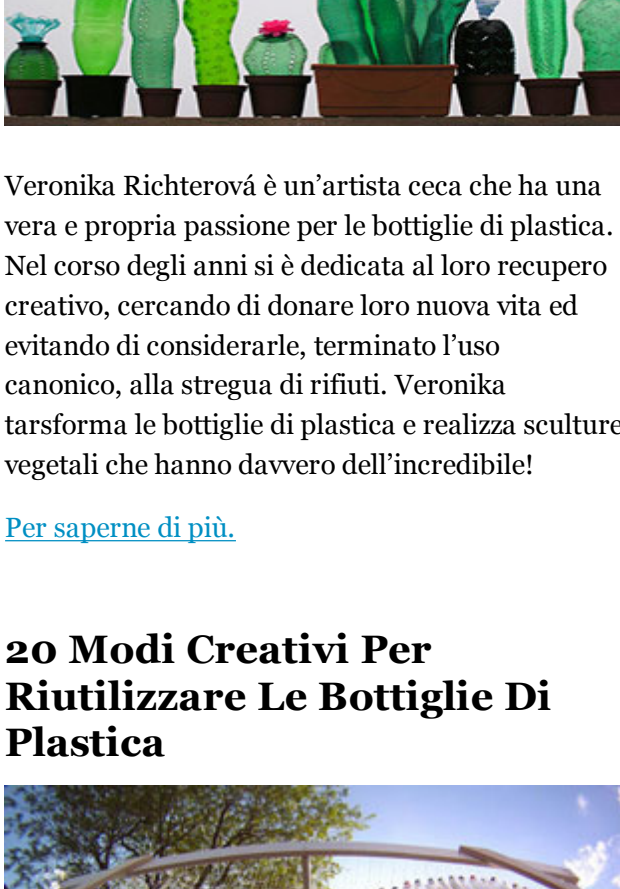 Veronika Richterová è un’artista ceca che ha una
vera e propria passione per le bottiglie di plastica.
Nel corso degli anni si è dedicata al loro recupero
creativo, cercando di donare loro nuova vita ed
evitando di considerarle, terminato l’uso
canonico, alla stregua di rifiuti. Veronika
tarsforma le bottiglie di plastica e realizza sculture
vegetali che hanno davvero dell’incredibile!
Per saperne di più.
20 Modi Creativi Per
Riutilizzare Le Bottiglie Di
Plastica